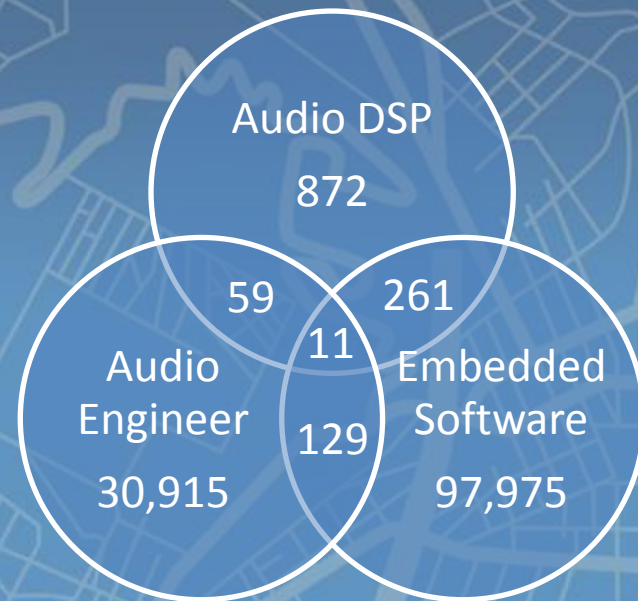 Audio DSP
872
59
261
11
Audio
Engineer
30,915
129
Embedded
Software
97,975